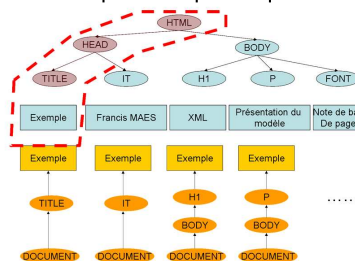 HTML
HEAD
BODY
TITLE
IT
H1
P
FONT
Exemple
Francis MAES
XML
Présentation du
modèle
Note de ba
De page
Exemple
Exemple
Exemple
Exemple
TITLE
IT
H1
P
.....
BODY
BODY
DOCUMENT
DOCUMENT
DOCUMENT
DOCUMENT